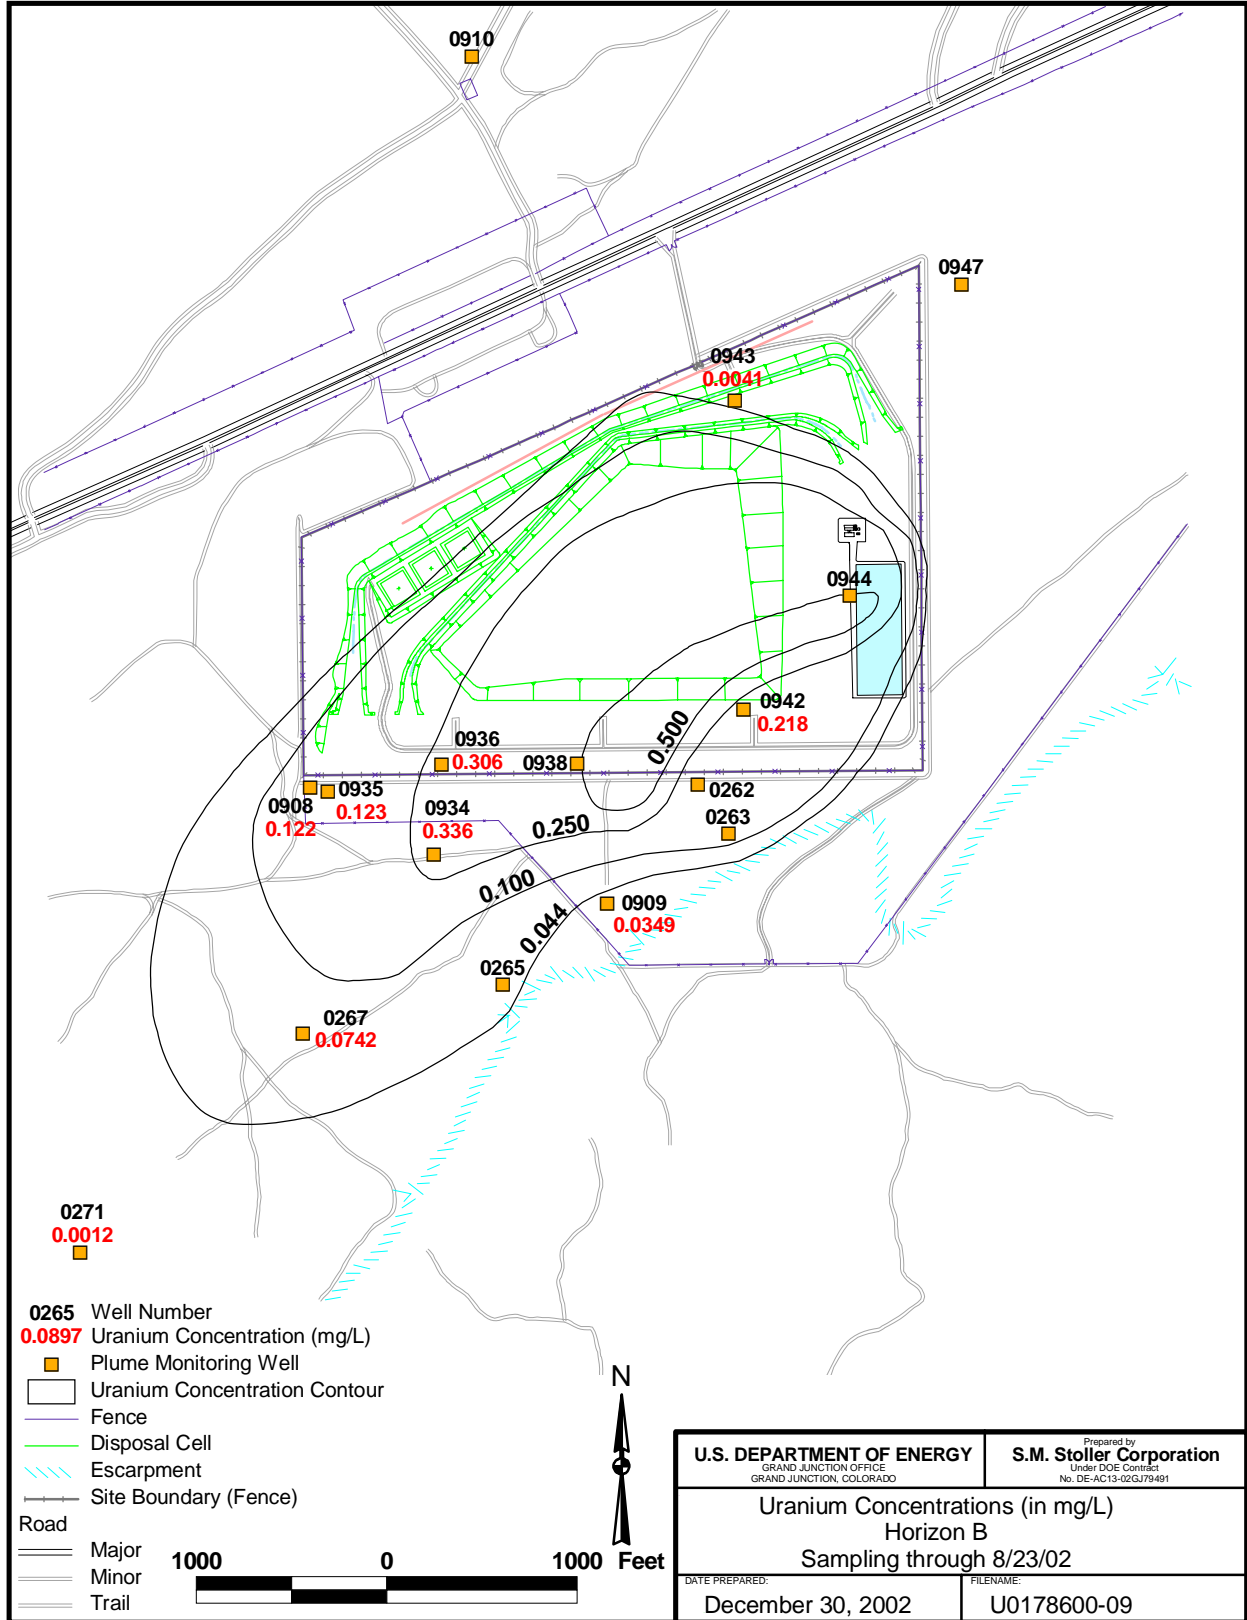 0910
0947
0943
0.0041
0944
0942
0.218
0.500
0936
0.306
0938
0908
0.122
0935
0.123
0934
0.336
0262
0.250
0263
0.100
0909
0.0349
0.044
0265
0267
0.0742
0271
0.0012
0265 Well Number
0.0897 Uranium Concentration (mg/L)
Plume Monitoring Well
Uranium Concentration Contour
Fence
Disposal Cell
Escarpment
Site Boundary (Fence)
Road
Major
Minor
Trail
1000 0 1000 Feet
N
U.S. DEPARTMENT OF ENERGY
GRAND JUNCTION OFFICE
GRAND JUNCTION, COLORADO
Prepared by
S.M. Stoller Corporation
Under DOE Contract
No. DE-AC13-02GJ79491
Uranium Concentrations (in mg/L)
Horizon B
Sampling through 8/23/02
DATE PREPARED:
December 30, 2002
FILENAME:
U0178600-09